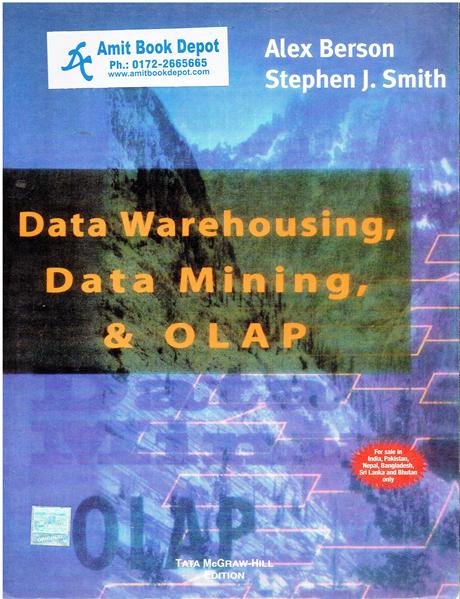 Amit Book Depot
Ph.: 0172-2665665
www.amitbookdepot.com
Alex Berson
Stephen J. Smith
Data Warehousing,
Data Mining,
& OLAP
For sale in
India, Pakistan,
Nepal, Bangladesh,
Sri Lanka and Bhutan
only
OLAP
TATA MCGRAW-HILL
EDITION